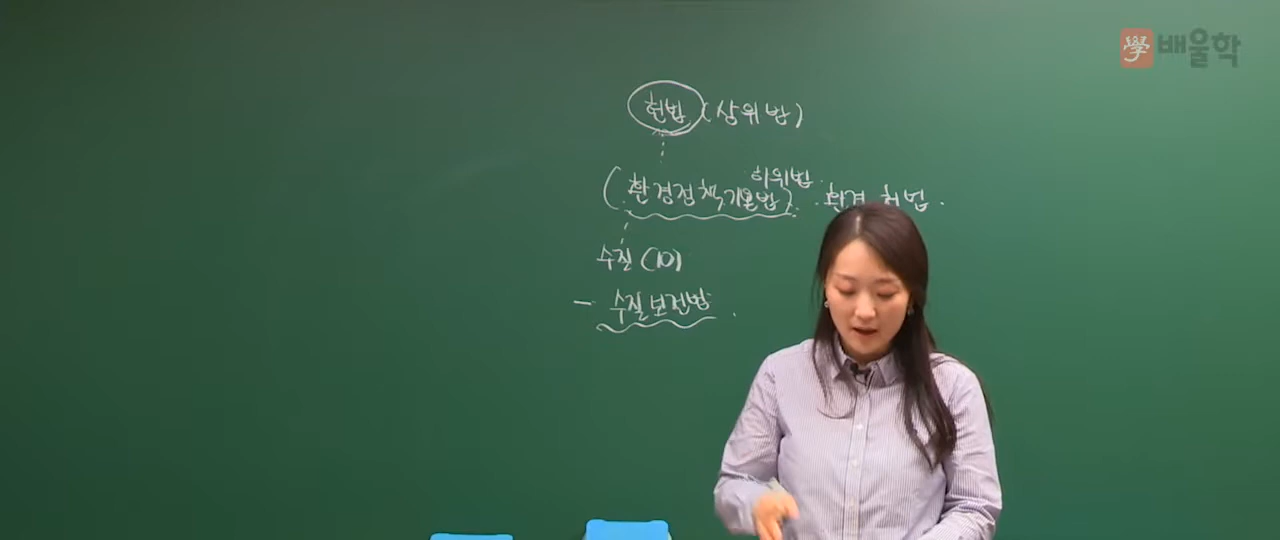 學 배울학
헌법 (상위법)
하위법
(환경정책기본법). 환경 헌법.
수질 (10)
- 수질보건법.